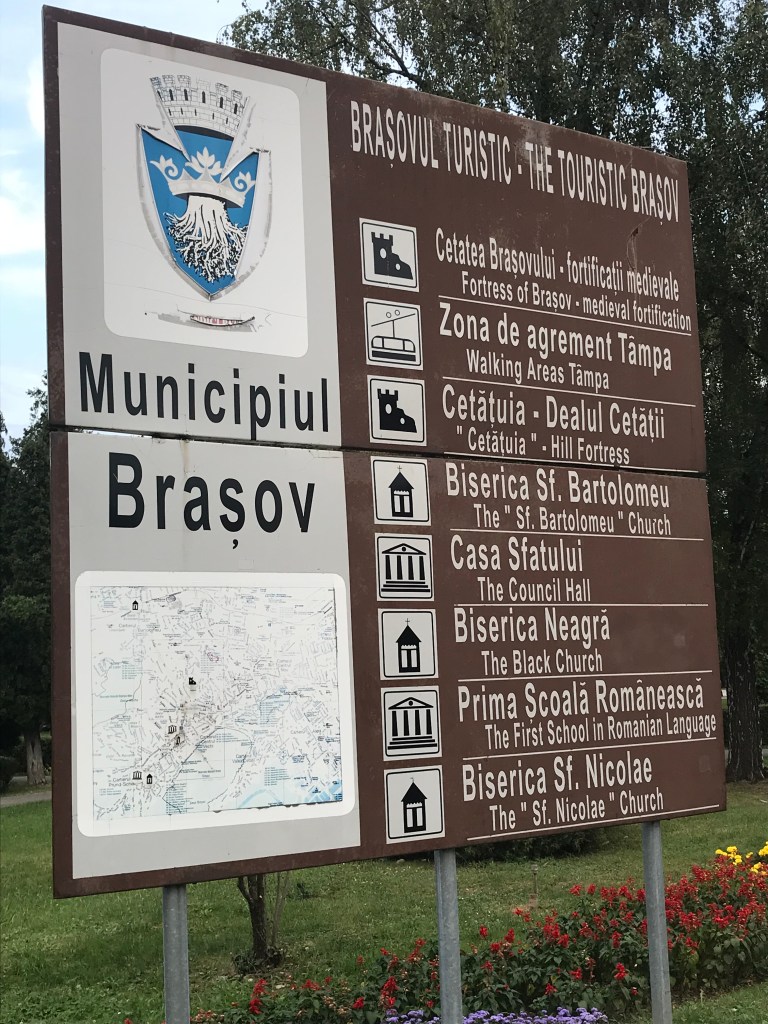 BRAȘOVUL TURISTIC - THE TOURISTIC BRAȘOV
Cetatea Brașovului - fortificatii medievale
Fortress of Brașov - medieval fortification
Zona de agrement Tâmpa
Walking Areas Tâmpa
Cetățuia - Dealul Cetății
" Cetățuia " - Hill Fortress
Biserica Sf. Bartolomeu
The " Sf. Bartolomeu " Church
Casa Sfatului
The Council Hall
Biserica Neagră
The Black Church
Prima Școală Românească
The First School in Romanian Language
Biserica Sf. Nicolae
The " Sf. Nicolae " Church
Municipiul
Brașov